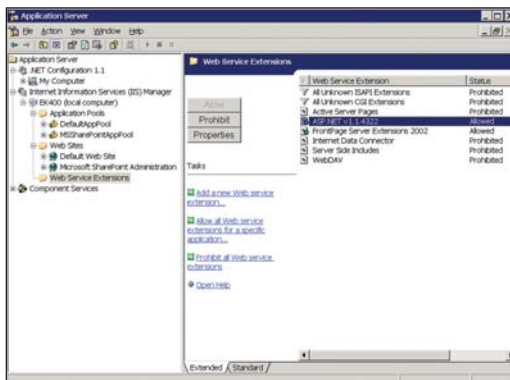 Application Server
File Action View Window Help
Application Server
.NET Configuration 1.1
My Computer
Internet Information Services (IIS) Manager
EK400 (local computer)
Application Pools
DefaultAppPool
MSSharePointAppPool
Web Sites
Default Web Site
Microsoft SharePoint Administration
Web Service Extensions
Component Services
Web Service Extensions
Allow
Prohibit
Properties
Tasks
Add a new Web service
extension...
Allow all Web service
extensions for a specific
application...
Prohibit all Web service
extensions
Open Help
Web Service Extension Status
All Unknown ISAPI Extensions Prohibited
All Unknown CGI Extensions Prohibited
Active Server Pages Prohibited
ASP.NET v1.1.4322 Allowed
FrontPage Server Extensions 2002 Allowed
Internet Data Connector Prohibited
Server Side Includes Prohibited
WebDAV Prohibited
Extended Standard